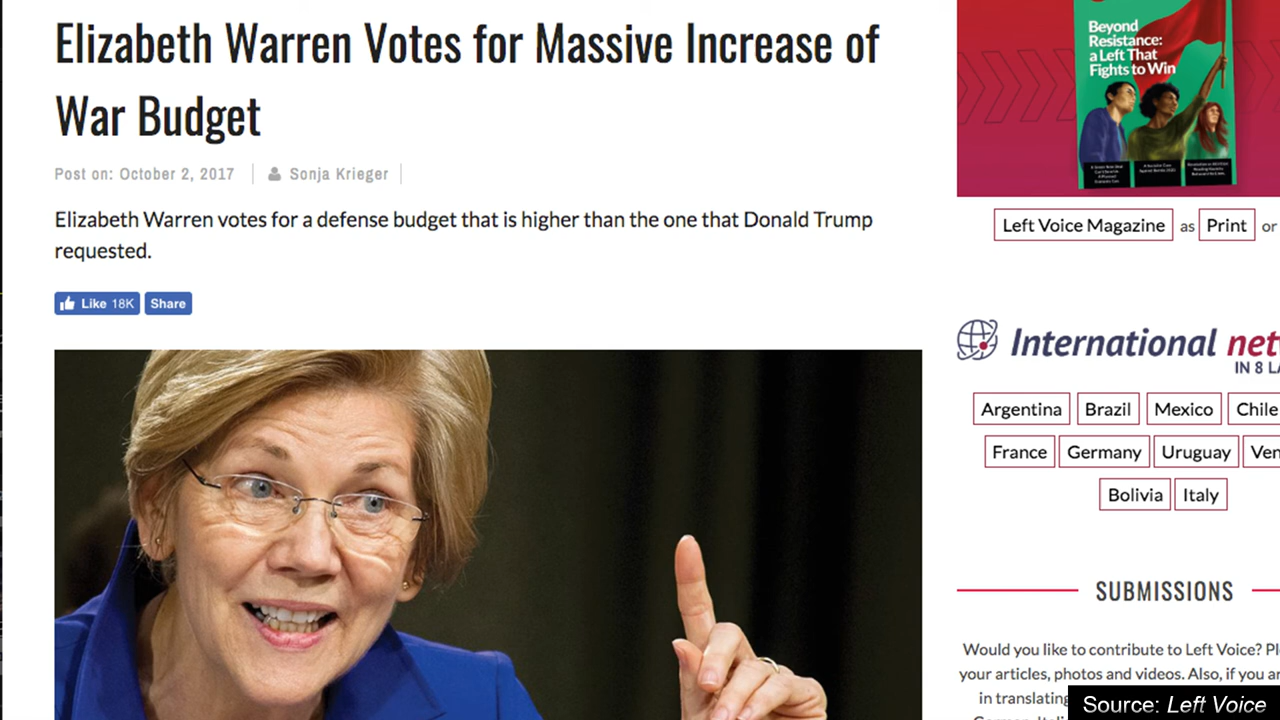 Elizabeth Warren Votes for Massive Increase of
War Budget
Post on: October 2, 2017
Sonja Krieger
Elizabeth Warren votes for a defense budget that is higher than the one that Donald Trump
requested.
Like 18K
Share
Beyond
Resistance:
a Left That
Fights to Win
Left Voice Magazine as Print or
International net
IN 8 LA
Argentina Brazil Mexico Chile
France Germany Uruguay Ven
Bolivia Italy
SUBMISSIONS
Would you like to contribute to Left Voice? Pl
your articles, photos and videos. Also, if you ar
in translating
Source: Left Voice